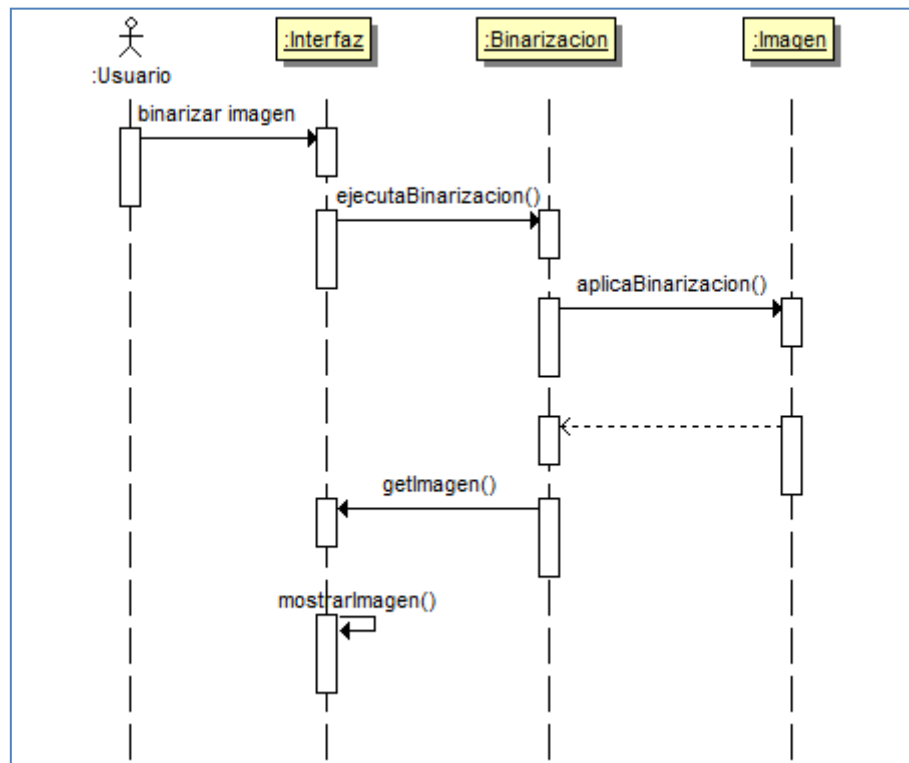 :Interfaz
:Binarizacion
:Imagen
:Usuario
binarizar imagen
ejecutaBinarizacion()
aplicaBinarizacion()
getImagen()
mostrarImagen()